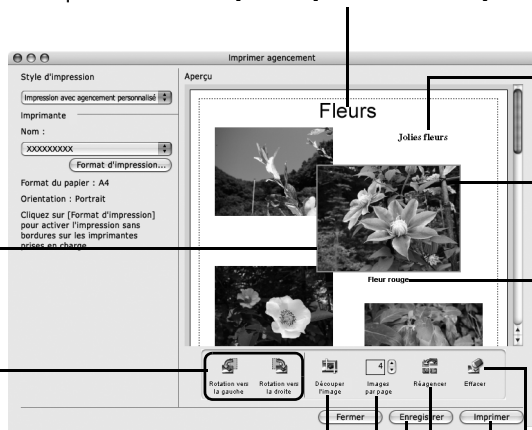 Imprimer agencement
Style d'impression
Impression avec agencement personnalisé
Imprimante
Nom :
XXXXXXXXX
Format d'impression...
Format du papier : A4
Orientation : Portrait
Cliquez sur [Format d'impression]
pour activer l'impression sans
bordures sur les imprimantes
prises en charge.
Aperçu
Fleurs
Jolies fleurs
Fleur rouge
Rotation vers
la gauche
Rotation vers
la droite
Découper
l'image
4
Images
par page
Réagencer
Effacer
Fermer
Enregistrer
Imprimer